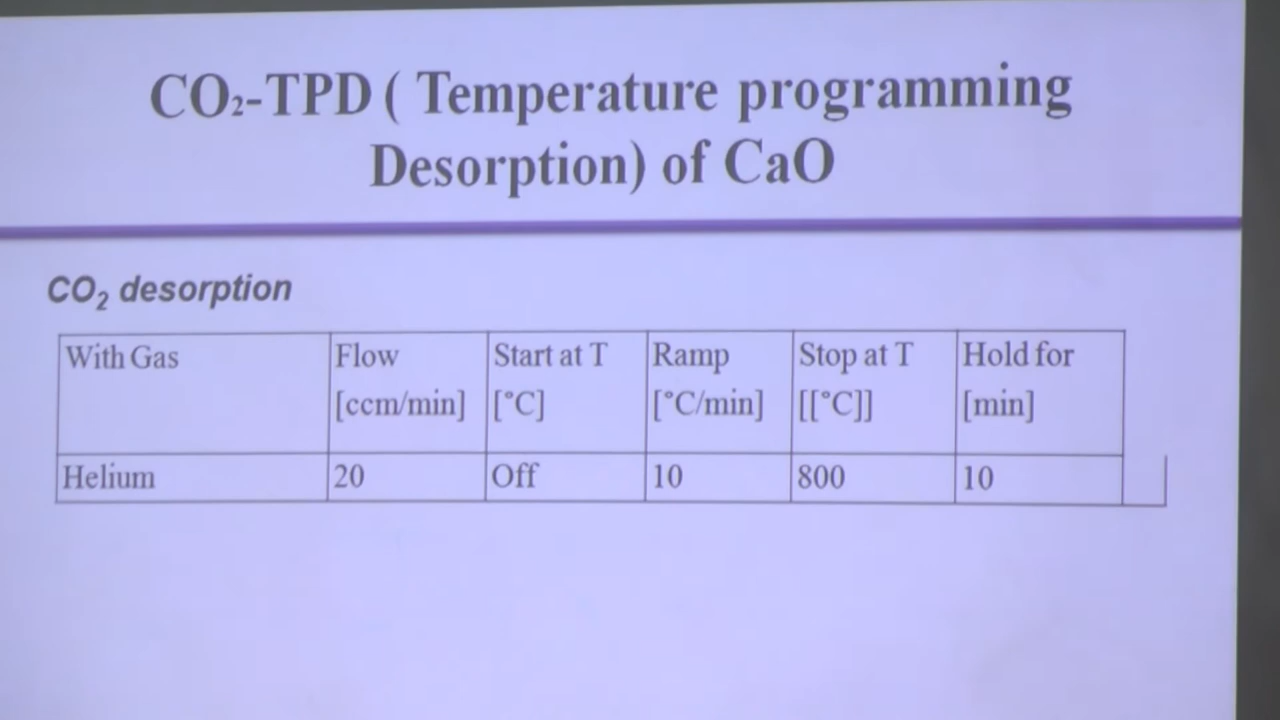 CO₂-TPD ( Temperature programming
Desorption) of CaO
CO₂ desorption
With Gas Flow Start at T Ramp Stop at T Hold for
[ccm/min] [°C] [°C/min] [[°C]] [min]
Helium 20 Off 10 800 10